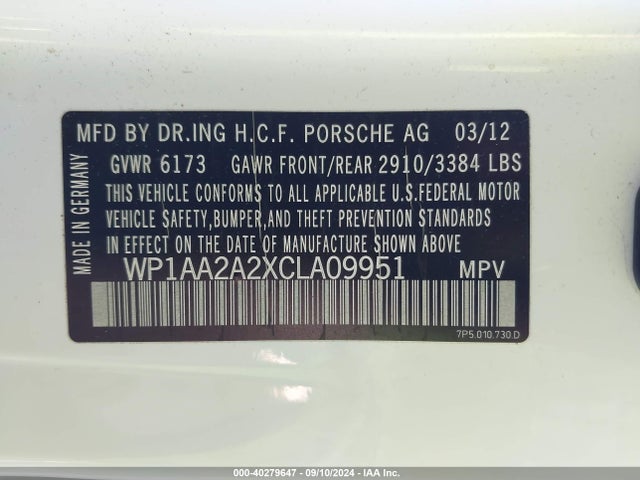 MFD BY DR.ING H.C.F. PORSCHE AG 03/12
GVWR 6173 GAWR FRONT/REAR 2910/3384 LBS
THIS VEHICLE CONFORMS TO ALL APPLICABLE U.S.FEDERAL MOTOR
VEHICLE SAFETY,BUMPER,AND THEFT PREVENTION STANDARDS
IN EFFECT ON THE DATE OF MANUFACTURE SHOWN ABOVE.
WP1AA2A2XCLA09951 MPV
7P5.010.730.D
MADE IN GERMANY
000-40279647 - 09/10/2024 - IAAI.com